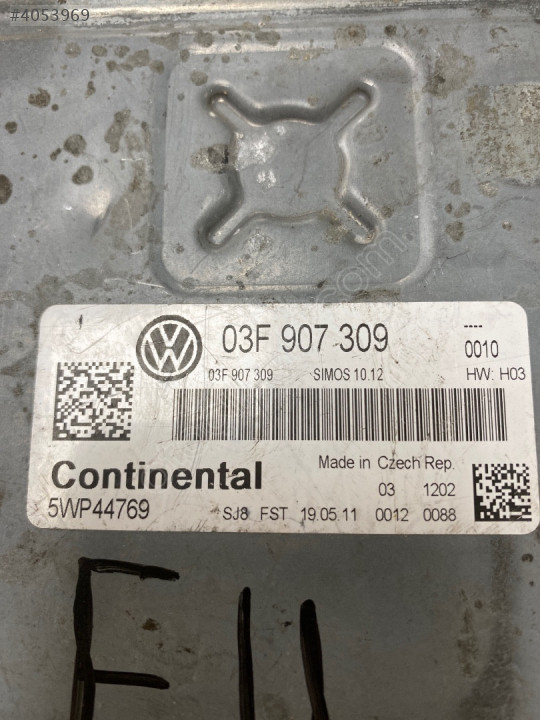 #4053969
03F 907 309
----
0010
03F 907 309 SIMOS 10.12 HW: H03
Continental
Made in Czech Rep.
03 1202
5WP44769
SJ8 FST 19.05.11 0012 0088